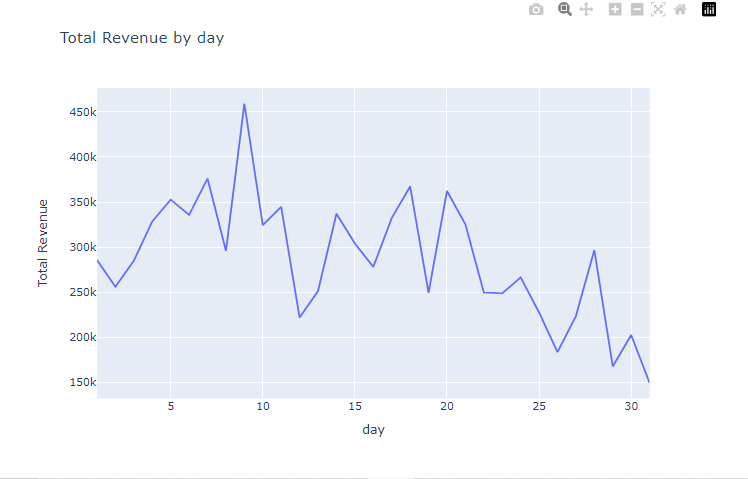 Total Revenue by day
450k
400k
350k
300k
250k
200k
150k
Total Revenue
5 10 15 20 25 30
day